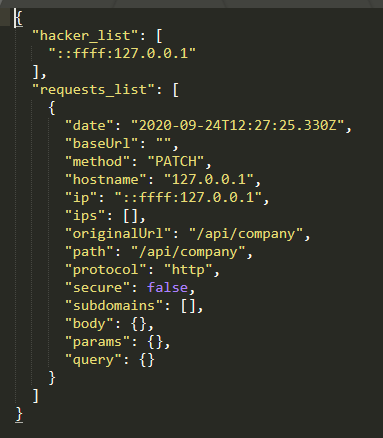 {
  "hacker_list": [
    "::ffff:127.0.0.1"
  ],
  "requests_list": [
    {
      "date": "2020-09-24T12:27:25.330Z",
      "baseUrl": "",
      "method": "PATCH",
      "hostname": "127.0.0.1",
      "ip": "::ffff:127.0.0.1",
      "ips": [],
      "originalUrl": "/api/company",
      "path": "/api/company",
      "protocol": "http",
      "secure": false,
      "subdomains": [],
      "body": {},
      "params": {},
      "query": {}
    }
  ]
}